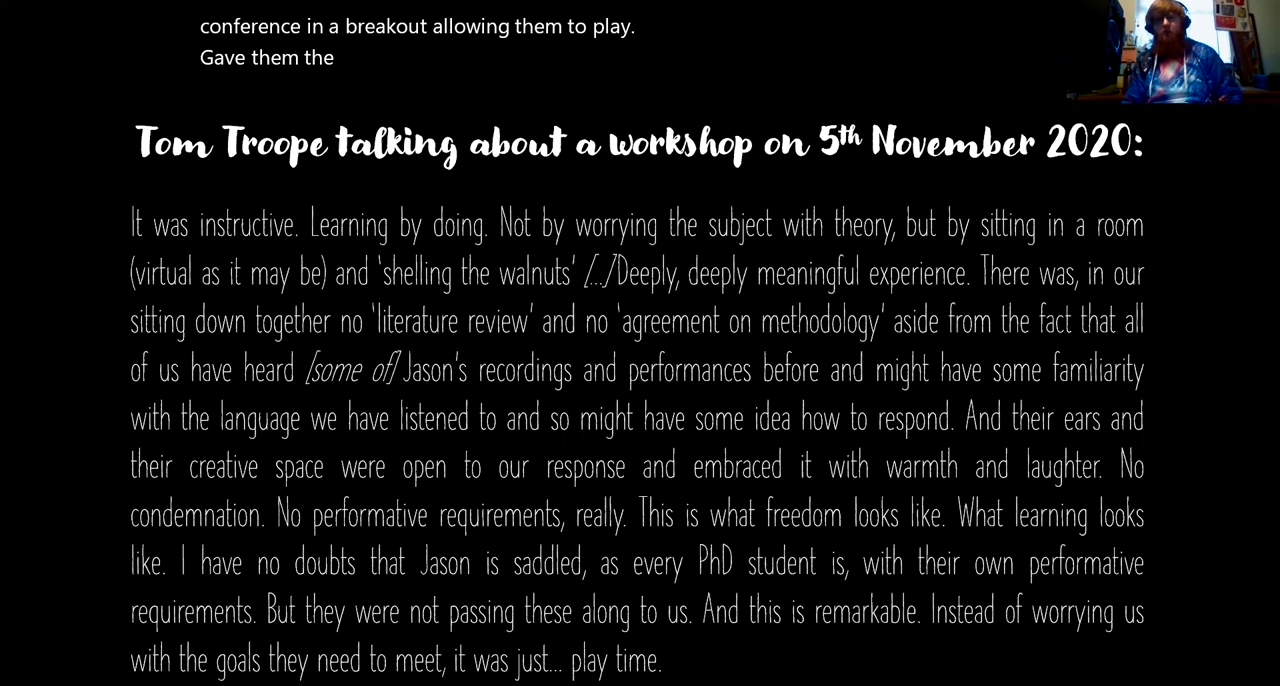 conference in a breakout allowing them to play.
Gave them the
Tom Troope talking about a workshop on 5th November 2020:
It was instructive. Learning by doing. Not by worrying the subject with theory, but by sitting in a room
(virtual as it may be) and ‘shelling the walnuts’ [...]Deeply, deeply meaningful experience. There was, in our
sitting down together no ‘literature review’ and no ‘agreement on methodology’ aside from the fact that all
of us have heard [some of] Jason’s recordings and performances before and might have some familiarity
with the language we have listened to and so might have some idea how to respond. And their ears and
their creative space were open to our response and embraced it with warmth and laughter. No
condemnation. No performative requirements, really. This is what freedom looks like. What learning looks
like. I have no doubts that Jason is saddled, as every PhD student is, with their own performative
requirements. But they were not passing these along to us. And this is remarkable. Instead of worrying us
with the goals they need to meet, it was just... play time.